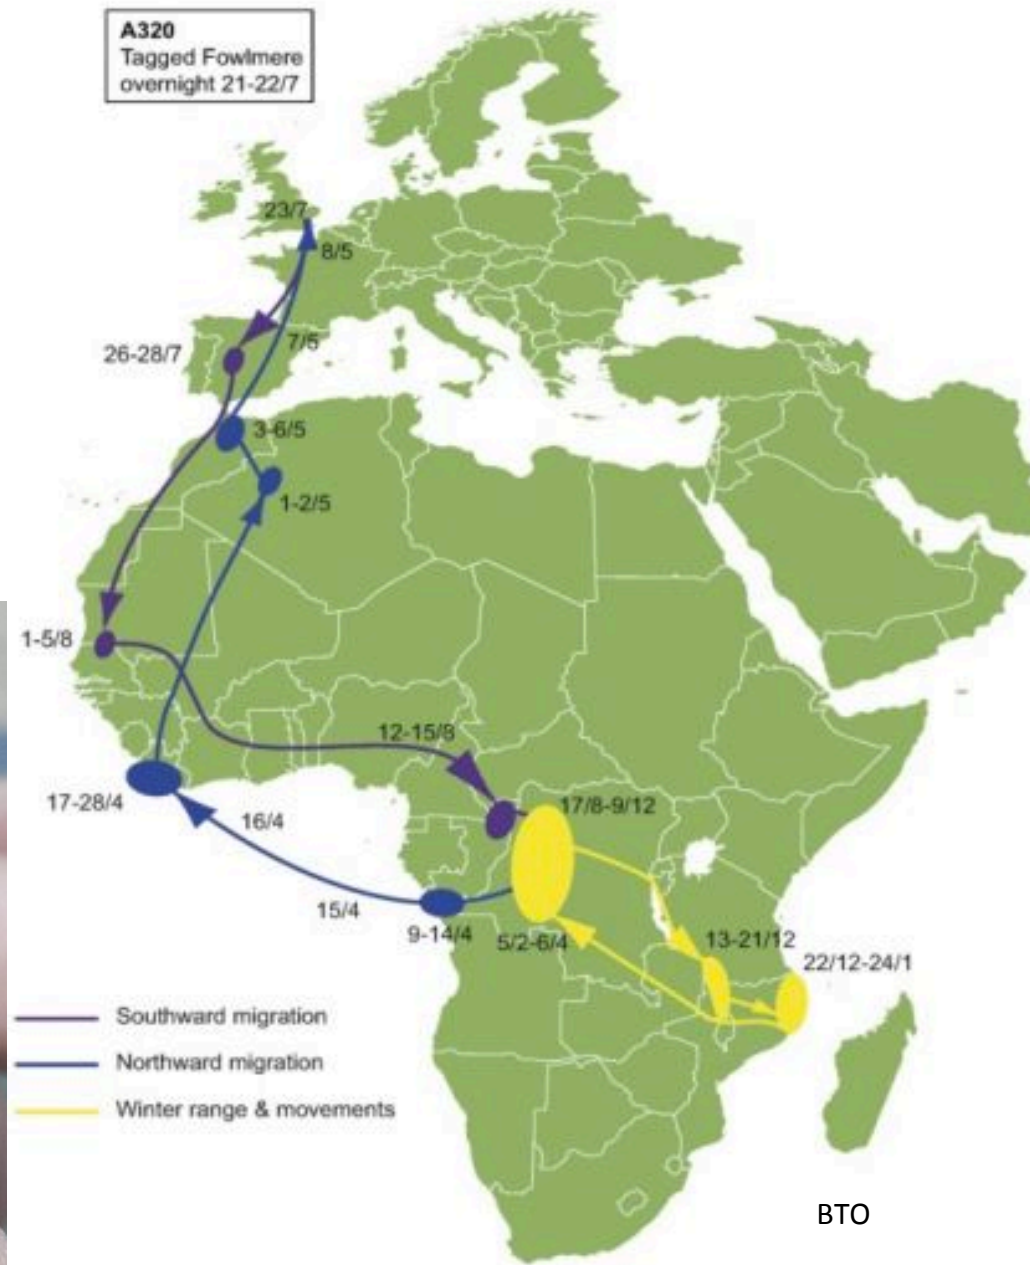 A320
Tagged Fowlmere
overnight 21-22/7
23/7
8/5
7/5
26-28/7
3-6/5
1-2/5
1-5/8
12-15/8
17/8-9/12
17-28/4
16/4
15/4
9-14/4
5/2-6/4
13-21/12
22/12-24/1
Southward migration
Northward migration
Winter range & movements
BTO